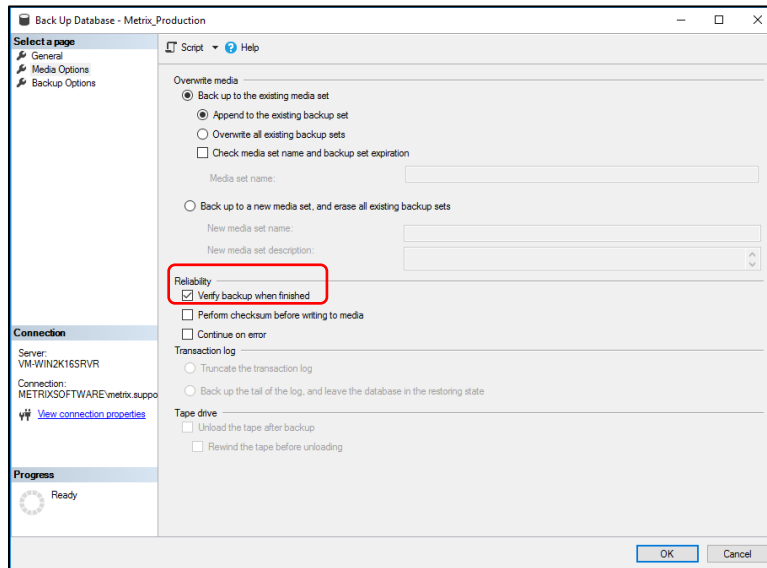 Back Up Database - Metrix_Production
Select a page
General
Media Options
Backup Options
Script
Help
Overwrite media
Back up to the existing media set
Append to the existing backup set
Overwrite all existing backup sets
Check media set name and backup set expiration
Media set name:
Back up to a new media set, and erase all existing backup sets
New media set name:
New media set description:
Reliability
Verify backup when finished
Perform checksum before writing to media
Continue on error
Transaction log
Truncate the transaction log
Back up the tail of the log, and leave the database in the restoring state
Tape drive
Unload the tape after backup
Rewind the tape before unloading
Connection
Server:
VM-WIN2K16SRVR
Connection:
METRIXSOFTWARE\metrix.suppo
View connection properties
Progress
Ready
OK
Cancel